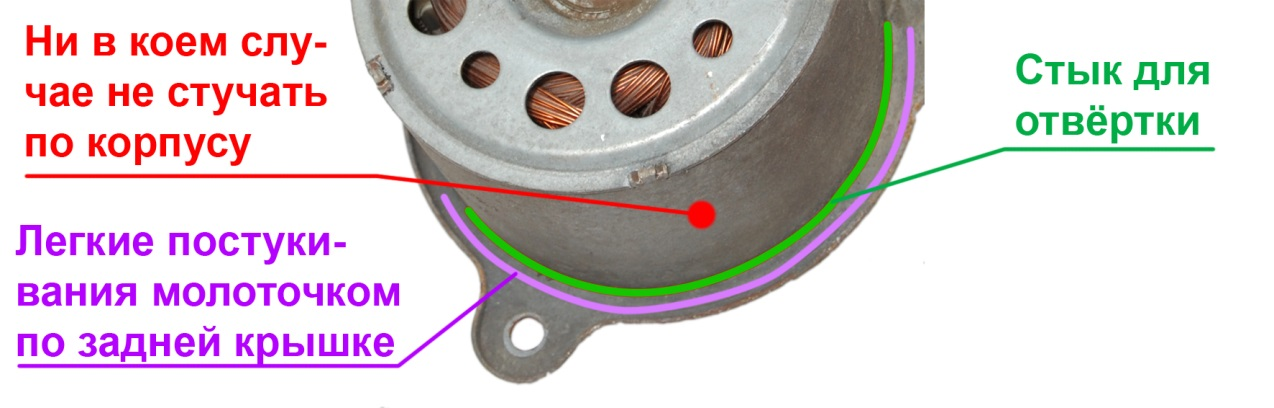 Ни в коем слу-
чае не стучать
по корпусу
Легкие постуки-
вания молоточком
по задней крышке
Стык для
отвёртки